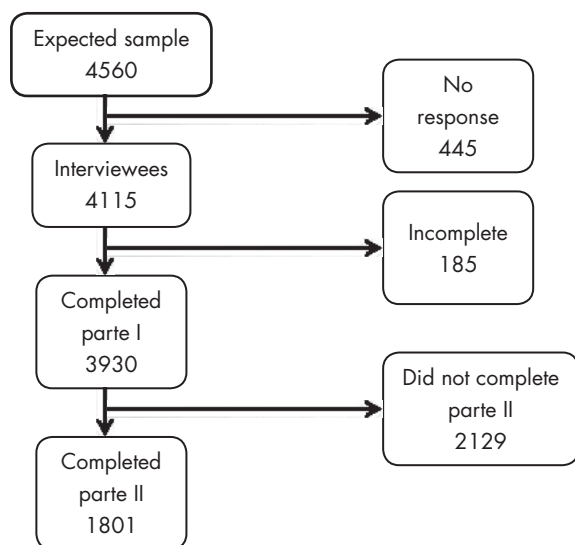 Expected sample
4560
No
response
445
Interviewees
4115
Incomplete
185
Completed
parte I
3930
Did not complete
parte II
2129
Completed
parte II
1801